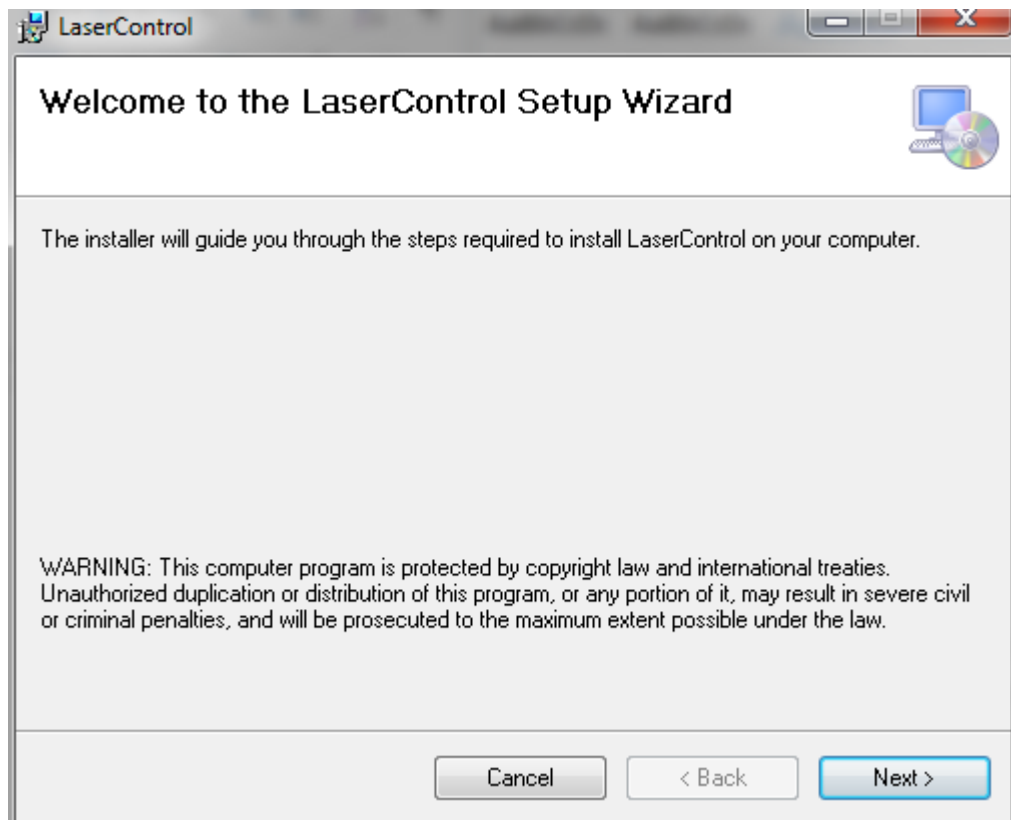 LaserControl
Welcome to the LaserControl Setup Wizard
The installer will guide you through the steps required to install LaserControl on your computer.
WARNING: This computer program is protected by copyright law and international treaties.
Unauthorized duplication or distribution of this program, or any portion of it, may result in severe civil
or criminal penalties, and will be prosecuted to the maximum extent possible under the law.
Cancel
< Back
Next >